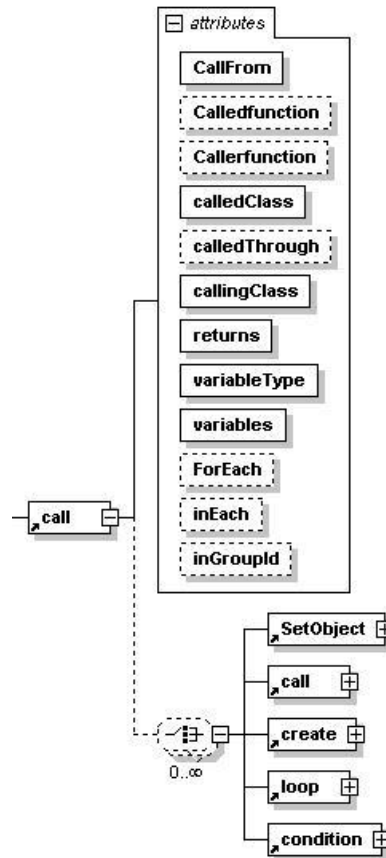 attributes
CallFrom
Calledfunction
Callerfunction
calledClass
calledThrough
callingClass
returns
variableType
variables
ForEach
inEach
inGroupId
call
SetObject
call
create
loop
condition
0..∞